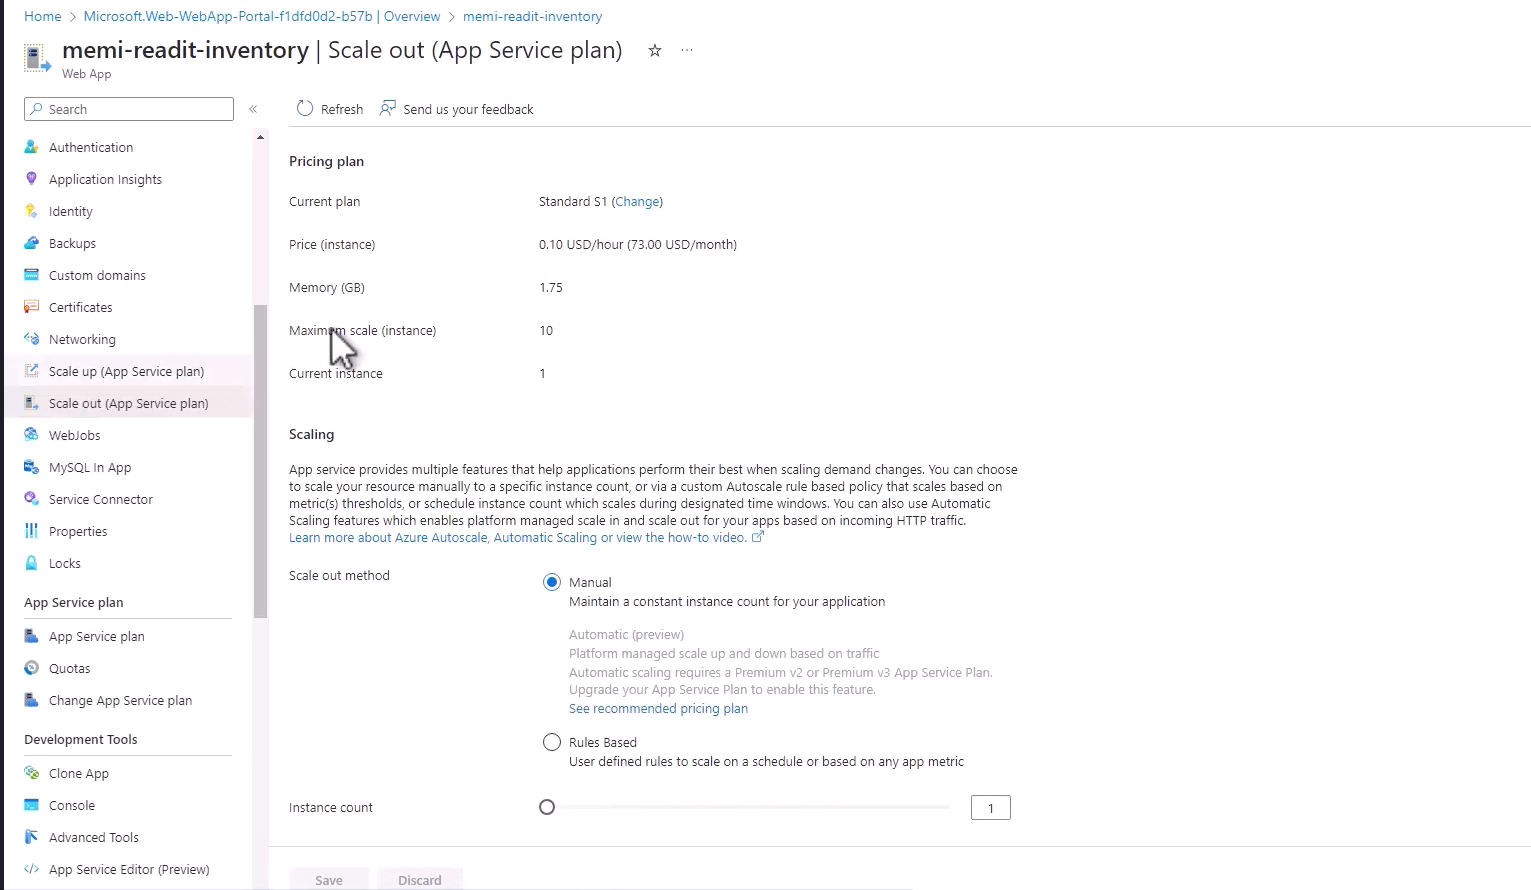 Home > Microsoft.Web-WebApp-Portal-f1dfd0d2-b57b | Overview > memi-readit-inventory
memi-readit-inventory | Scale out (App Service plan)
Web App
Search
Refresh
Send us your feedback
Authentication
Application Insights
Identity
Backups
Custom domains
Certificates
Networking
Scale up (App Service plan)
Scale out (App Service plan)
WebJobs
MySQL In App
Service Connector
Properties
Locks
App Service plan
App Service plan
Quotas
Change App Service plan
Development Tools
Clone App
Console
Advanced Tools
App Service Editor (Preview)
Pricing plan
Current plan Standard S1 (Change)
Price (instance) 0.10 USD/hour (73.00 USD/month)
Memory (GB) 1.75
Maximum scale (instance) 10
Current instance 1
Scaling
App service provides multiple features that help applications perform their best when scaling demand changes. You can choose
to scale your resource manually to a specific instance count, or via a custom Autoscale rule based policy that scales based on
metric(s) thresholds, or schedule instance count which scales during designated time windows. You can also use Automatic
Scaling features which enables platform managed scale in and scale out for your apps based on incoming HTTP traffic.
Learn more about Azure Autoscale, Automatic Scaling or view the how-to video.
Scale out method
Manual
Maintain a constant instance count for your application
Automatic (preview)
Platform managed scale up and down based on traffic
Automatic scaling requires a Premium v2 or Premium v3 App Service Plan.
Upgrade your App Service Plan to enable this feature.
See recommended pricing plan
Rules Based
User defined rules to scale on a schedule or based on any app metric
Instance count 1
Save Discard